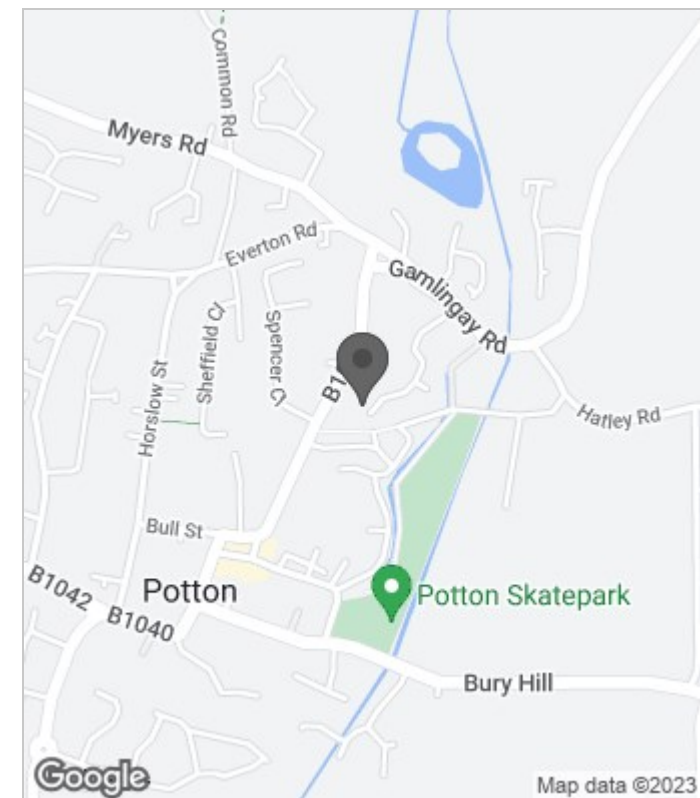 Common Rd
Myers Rd
Everton Rd
Gamlingay Rd
Sheffield Cl
Spencer Cl
B1
Horslow St
Hatley Rd
Bull St
Potton
Potton Skatepark
B1042
B1040
Bury Hill
Google
Map data ©2023